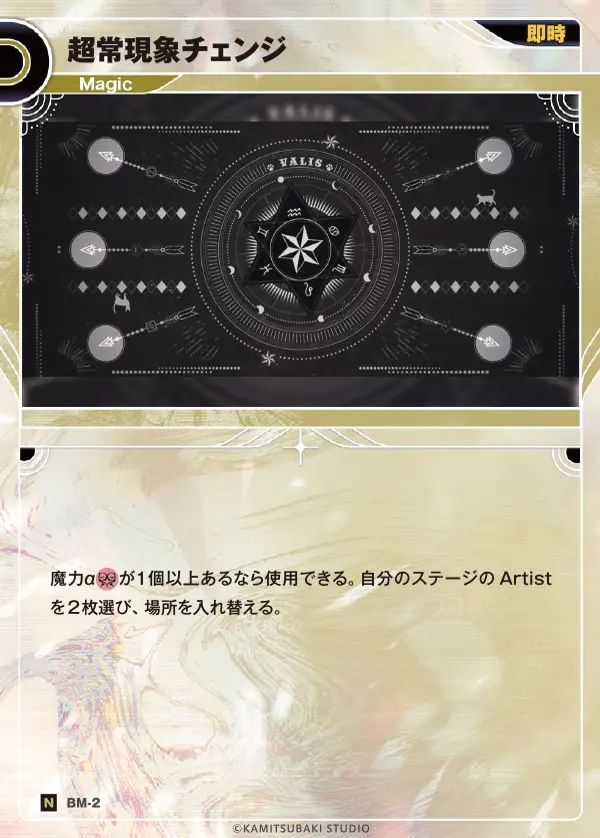 超常現象チェンジ
即時
Magic
VALIS
魔力α が1個以上あるなら使用できる。自分のステージの Artist
を2枚選び、場所を入れ替える。
N BM-2
©KAMITSUBAKI STUDIO